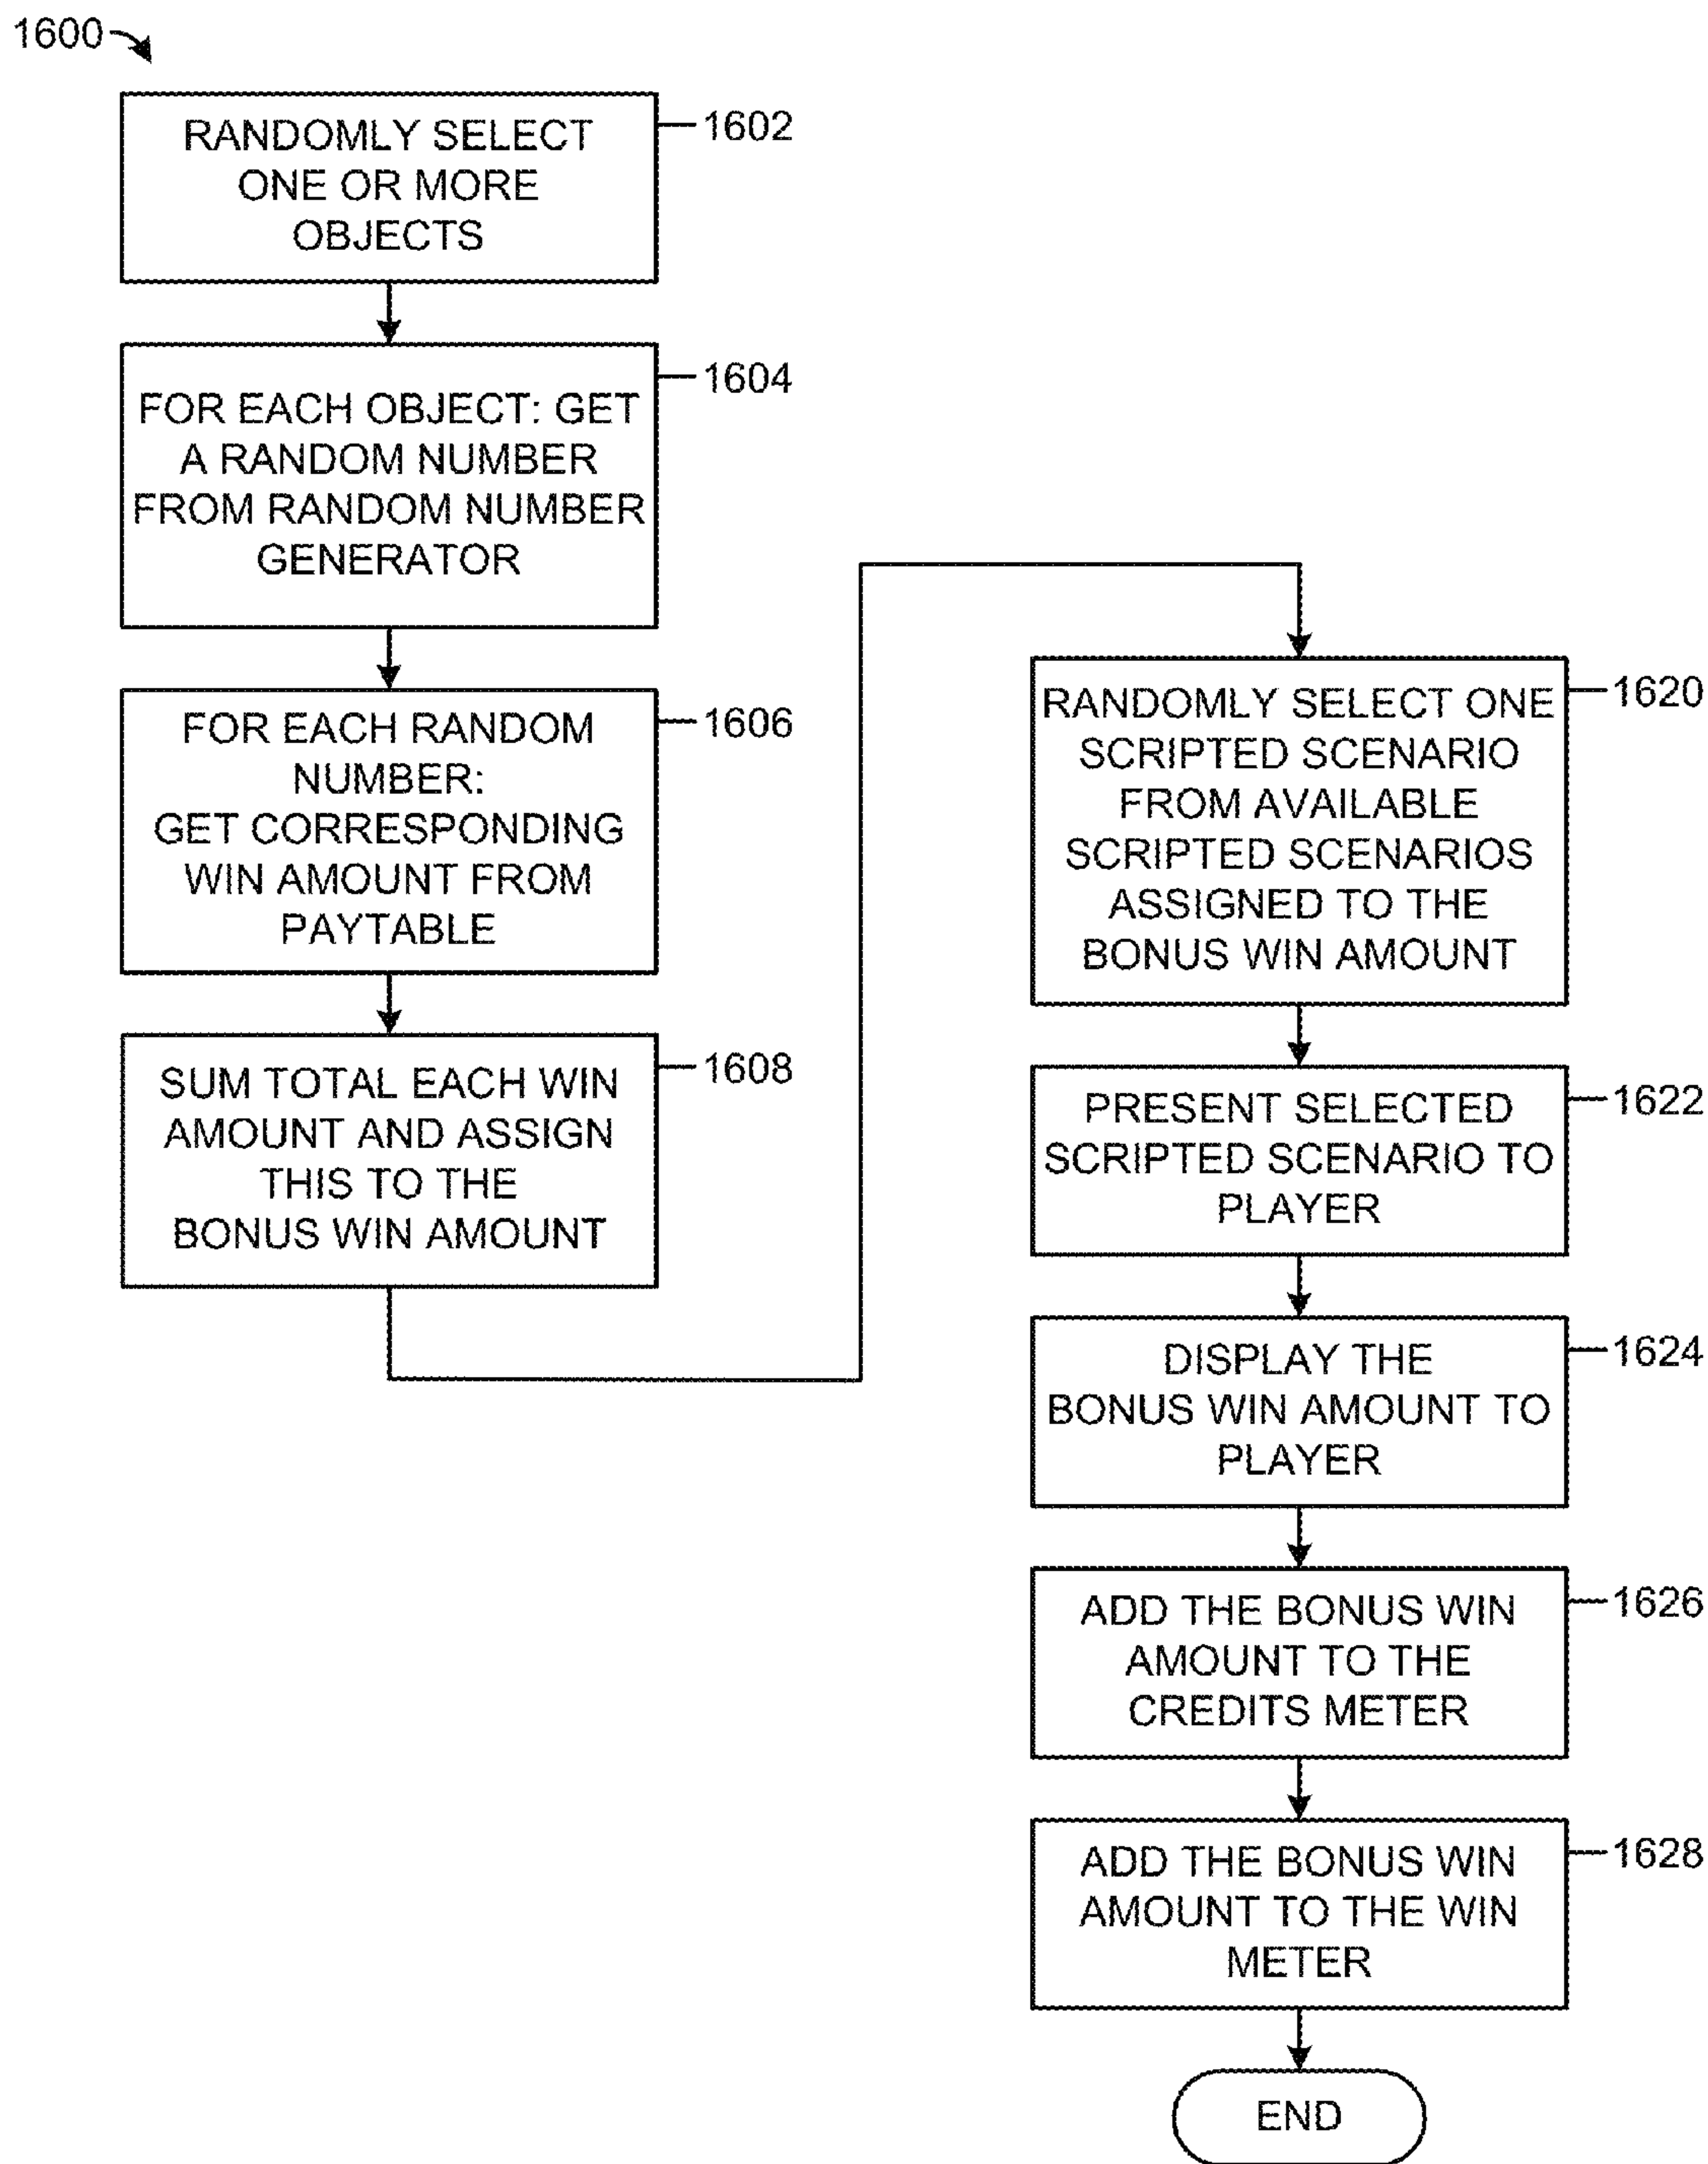 1600
RANDOMLY SELECT
ONE OR MORE
OBJECTS
1602
FOR EACH OBJECT: GET
A RANDOM NUMBER
FROM RANDOM NUMBER
GENERATOR
1604
FOR EACH RANDOM
NUMBER:
GET CORRESPONDING
WIN AMOUNT FROM
PAYTABLE
1606
SUM TOTAL EACH WIN
AMOUNT AND ASSIGN
THIS TO THE
BONUS WIN AMOUNT
1608
RANDOMLY SELECT ONE
SCRIPTED SCENARIO
FROM AVAILABLE
SCRIPTED SCENARIOS
ASSIGNED TO THE
BONUS WIN AMOUNT
1620
PRESENT SELECTED
SCRIPTED SCENARIO TO
PLAYER
1622
DISPLAY THE
BONUS WIN AMOUNT TO
PLAYER
1624
ADD THE BONUS WIN
AMOUNT TO THE
CREDITS METER
1626
ADD THE BONUS WIN
AMOUNT TO THE WIN
METER
1628
END